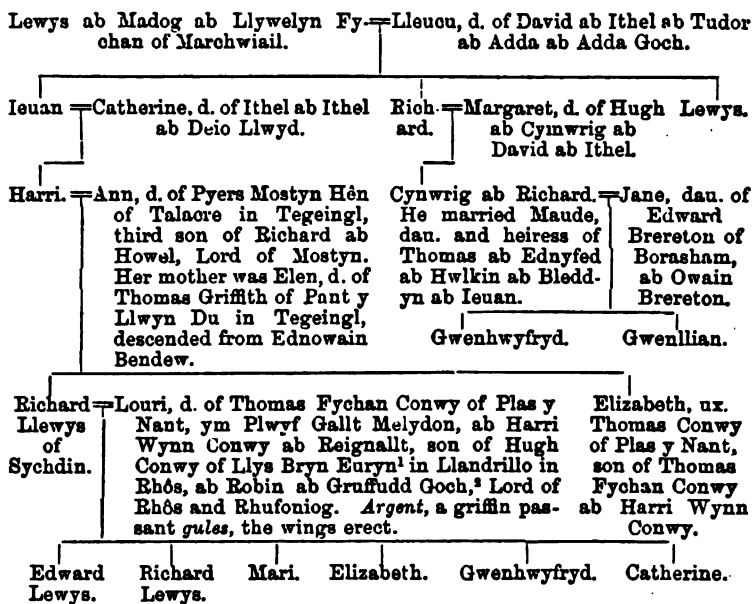 Lewys ab Madog ab Llywelyn Fy-=Lleucu, d. of David ab Ithel ab Tudor
chan of Marchwiail. ab Adda ab Adda Goch.
Ieuan = Catherine, d. of Ithel ab Ithel Rich-=Margaret, d. of Hugh Lewys.
ab Deio Llwyd. ard. ab Cymwrig ab
David ab Ithel.
Harri. = Ann, d. of Pyers Mostyn Hên Cynwrig ab Richard. = Jane, dau. of
of Talacre in Tegeingl, He married Maude, Edward
third son of Richard ab dau. and heiress of Brereton of
Howel, Lord of Mostyn. Thomas ab Ednyfed Borasham,
Her mother was Elen, d. of ab Hwlkin ab Bledd- ab Owain
Thomas Griffith of Pant y yn ab Ieuan. Brereton.
Llwyn Du in Tegeingl,
descended from Ednowain Gwenhwyfryd. Gwenllian.
Bendew.
Richard = Louri, d. of Thomas Fychan Conwy of Plas y Elizabeth, ux.
Llewys Nant, ym Plwyf Gallt Melydon, ab Harri Thomas Conwy
of Wynn Conwy ab Reignallt, son of Hugh of Plas y Nant,
Sychdin. Conwy of Llys Bryn Euryn¹ in Llandrillo in son of Thomas
Rhôs, ab Robin ab Gruffudd Goch,² Lord of Fychan Conwy
Rhôs and Rhufoniog. Argent, a griffin pas- ab Harri Wynn
sant gules, the wings erect. Conwy.
Edward Richard Mari. Elizabeth. Gwenhwyfryd. Catherine.
Lewys. Lewys.